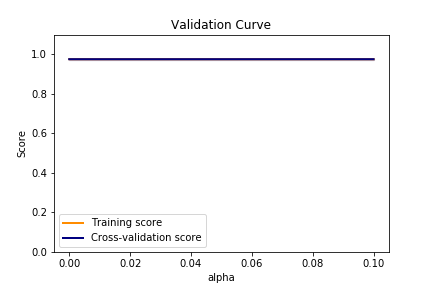 Validation Curve
1.0
0.8
0.6
0.4
0.2
0.0
Score
Training score
Cross-validation score
0.00 0.02 0.04 0.06 0.08 0.10
alpha